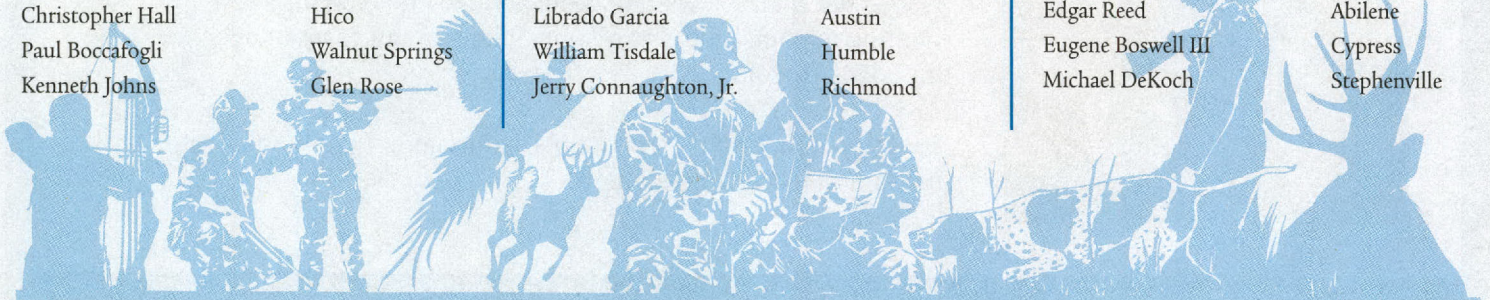 Christopher Hall Hico
Paul Boccafogli Walnut Springs
Kenneth Johns Glen Rose
Librado Garcia Austin
William Tisdale Humble
Jerry Connaughton, Jr. Richmond
Edgar Reed Abilene
Eugene Boswell III Cypress
Michael DeKoch Stephenville